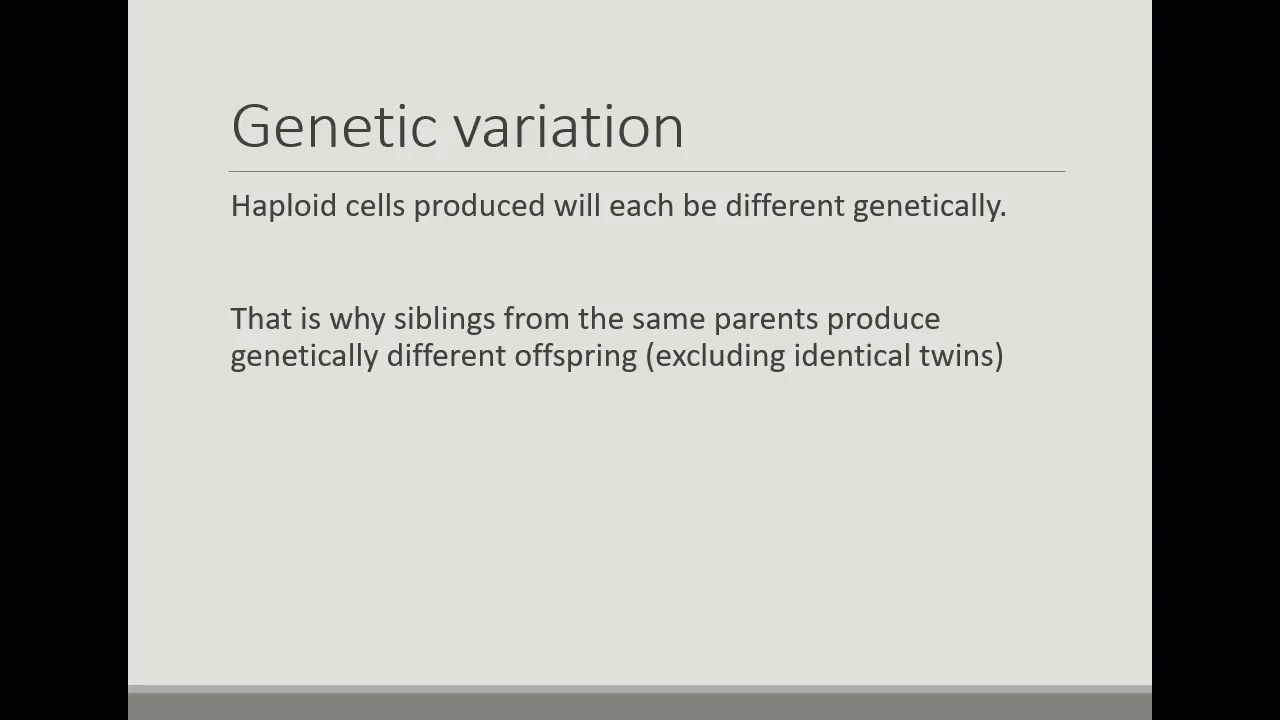 Genetic variation
Haploid cells produced will each be different genetically.
That is why siblings from the same parents produce
genetically different offspring (excluding identical twins)